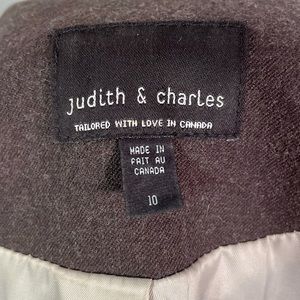 judith & charles
TAILORED WITH LOVE IN CANADA
MADE IN
FAIT AU
CANADA
10